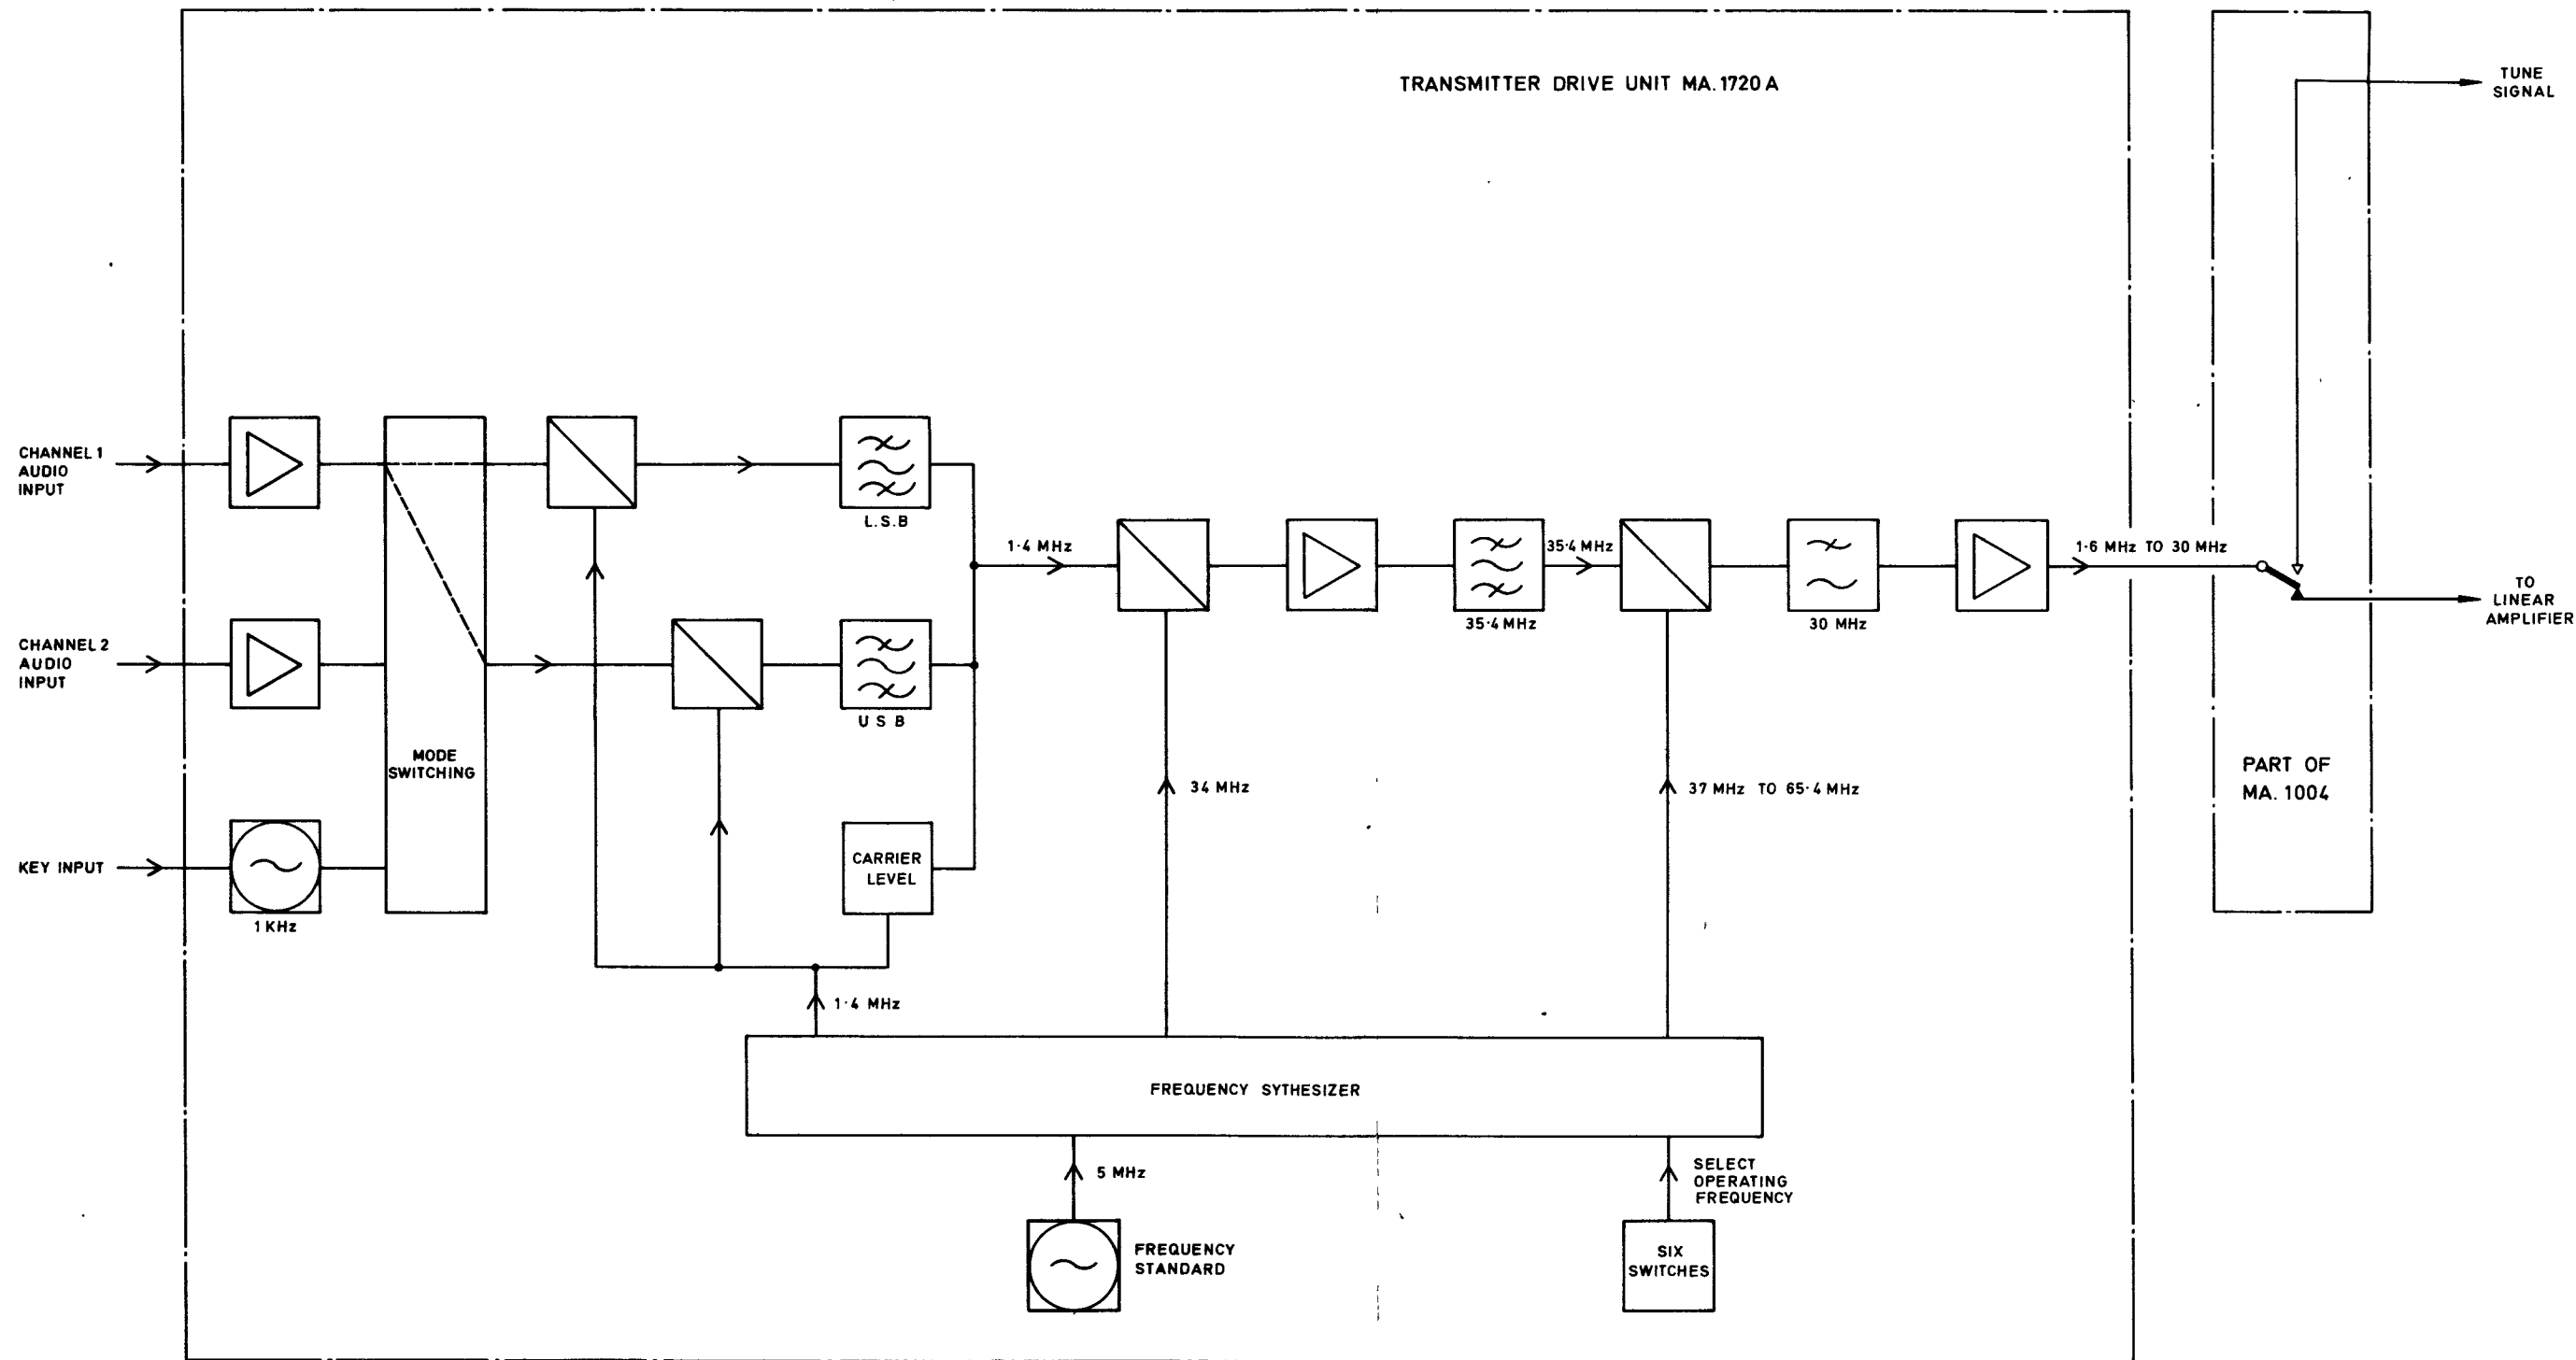 TRANSMITTER DRIVE UNIT MA.1720 A
TUNE
SIGNAL
CHANNEL 1
AUDIO
INPUT
L.S.B
1·4 MHz
35·4 MHz
35·4 MHz
30 MHz
1·6 MHz TO 30 MHz
TO
LINEAR
AMPLIFIER
CHANNEL 2
AUDIO
INPUT
U S B
MODE
SWITCHING
34 MHz
37 MHz TO 65·4 MHz
PART OF
MA. 1004
KEY INPUT
1 KHz
CARRIER
LEVEL
1·4 MHz
FREQUENCY SYTHESIZER
5 MHz
SELECT
OPERATING
FREQUENCY
FREQUENCY
STANDARD
SIX
SWITCHES